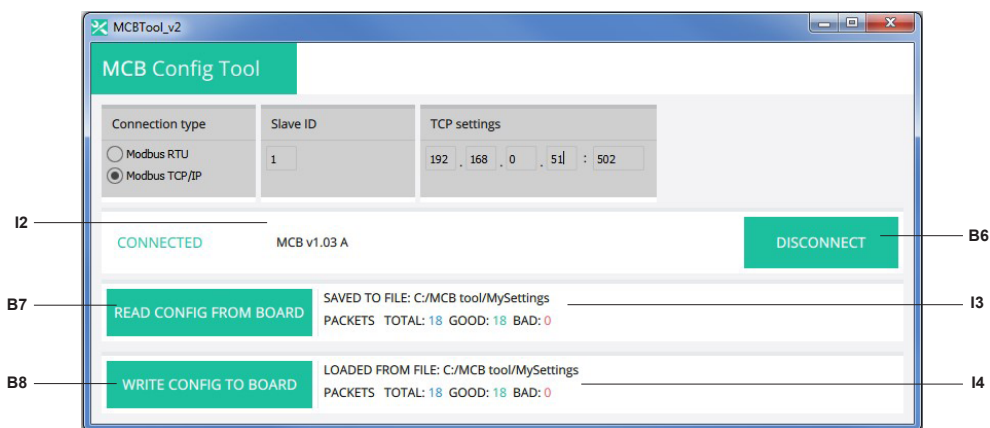 MCBTool_v2
MCB Config Tool
Connection type
Slave ID
TCP settings
Modbus RTU
Modbus TCP/IP
1
192 . 168 . 0 . 51 : 502
I2
CONNECTED
MCB v1.03 A
DISCONNECT
B6
B7
READ CONFIG FROM BOARD
SAVED TO FILE: C:/MCB tool/MySettings
PACKETS TOTAL: 18 GOOD: 18 BAD: 0
I3
B8
WRITE CONFIG TO BOARD
LOADED FROM FILE: C:/MCB tool/MySettings
PACKETS TOTAL: 18 GOOD: 18 BAD: 0
I4